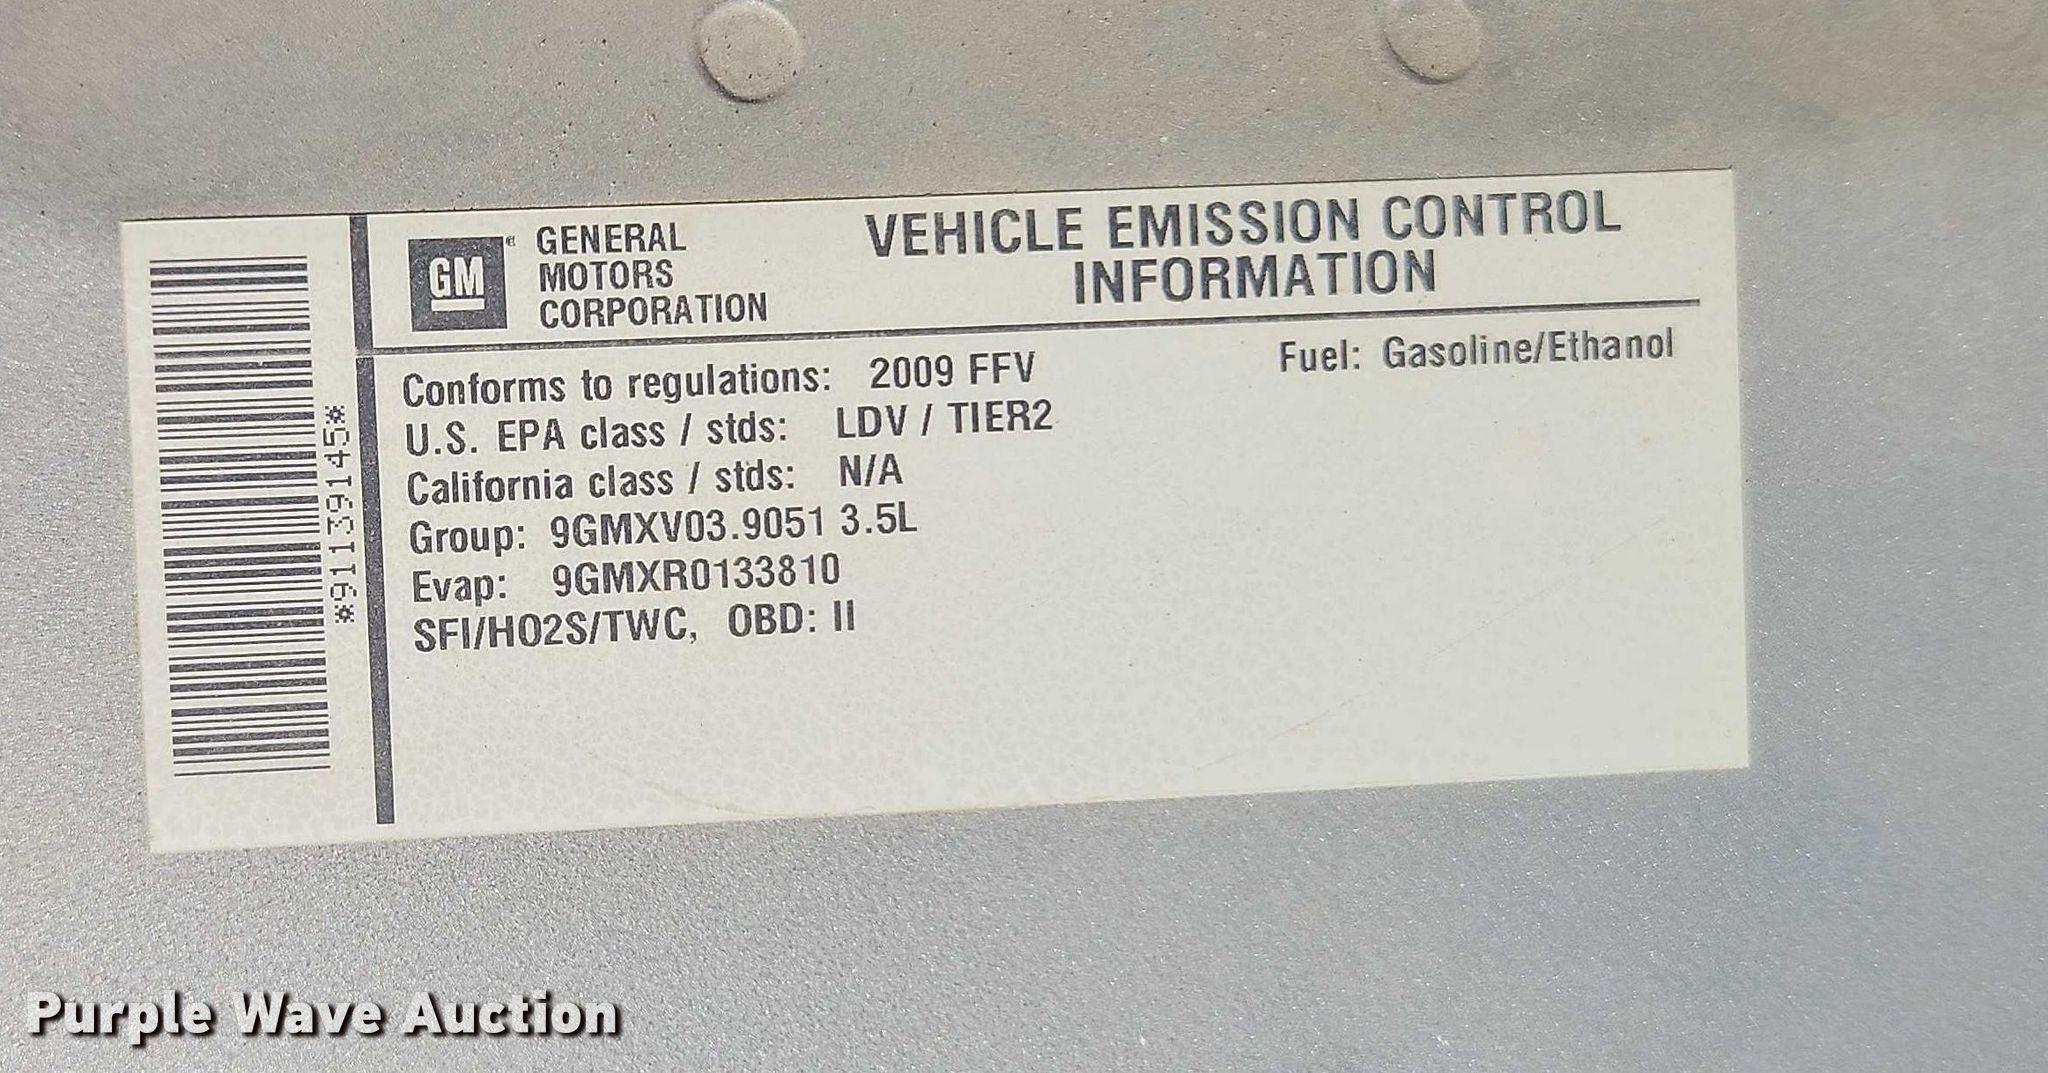 GM
GENERAL
MOTORS
CORPORATION
VEHICLE EMISSION CONTROL
INFORMATION
Conforms to regulations: 2009 FFV
Fuel: Gasoline/Ethanol
U.S. EPA class / stds: LDV / TIER2
California class / stds: N/A
Group: 9GMXV03.9051 3.5L
Evap: 9GMXR0133810
SFI/HO2S/TWC, OBD: II
*91139145*
Purple Wave Auction